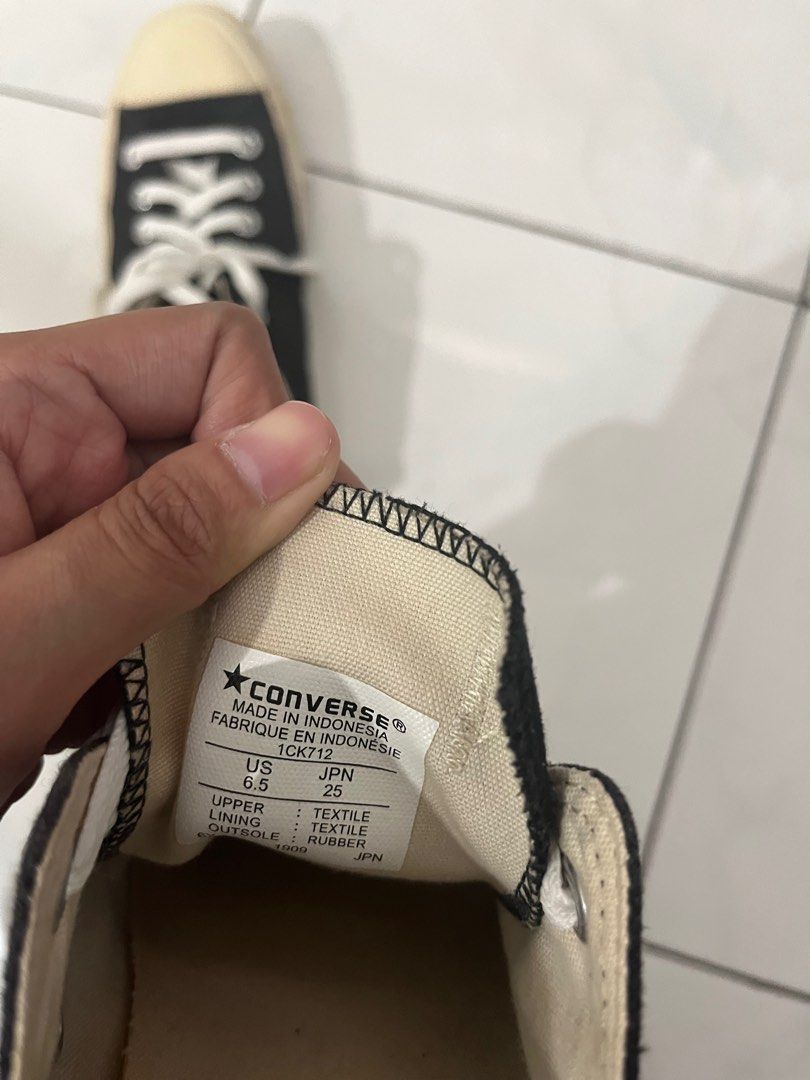 ★CONVERSE®
MADE IN INDONESIA
FABRIQUE EN INDONÉSIE
1CK712
US JPN
6.5 25
UPPER : TEXTILE
LINING : TEXTILE
OUTSOLE : RUBBER
1909 JPN